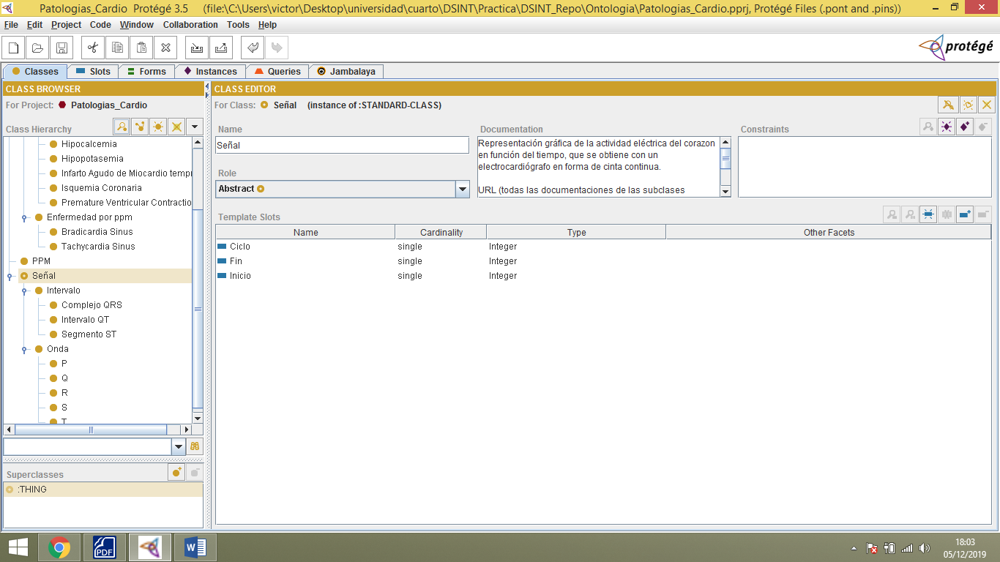 Patologias_Cardio Protégé 3.5 (file:\C:\Users\victor\Desktop\universidad\cuarto\DSINT\Practica\DSINT_Repo\Ontologia\Patologias_Cardio.pprj, Protégé Files (.pont and .pins))
File Edit Project Code Window Collaboration Tools Help
protégé
Classes Slots Forms Instances Queries Jambalaya
CLASS BROWSER
For Project: Patologias_Cardio
Class Hierarchy
Hipocalcemia
Hipopotasemia
Infarto Agudo de Miocardio tempr
Isquemia Coronaria
Premature Ventricular Contractio
Enfermedad por ppm
Bradicardia Sinus
Tachycardia Sinus
PPM
Señal
Intervalo
Complejo QRS
Intervalo QT
Segmento ST
Onda
P
Q
R
S
T
Superclasses
:THING
CLASS EDITOR
For Class: Señal (instance of :STANDARD-CLASS)
Name
Señal
Role
Abstract
Documentation
Representación gráfica de la actividad eléctrica del corazon
en función del tiempo, que se obtiene con un
electrocardiógrafo en forma de cinta continua.
URL (todas las documentaciones de las subclases
Constraints
Template Slots
Name Cardinality Type Other Facets
Ciclo single Integer
Fin single Integer
Inicio single Integer
PDF
W
18:03
05/12/2019